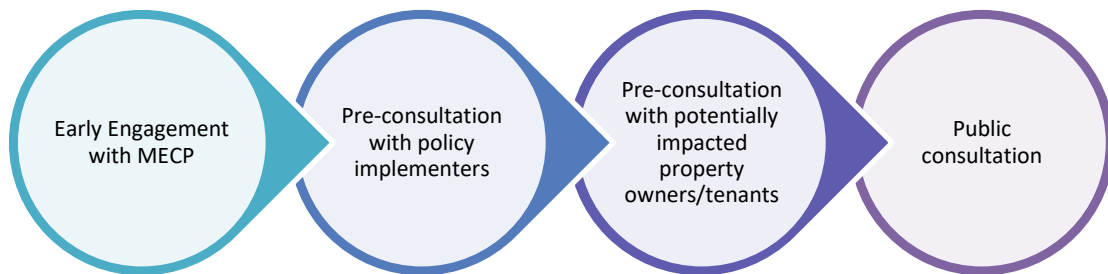 Early Engagement
with MECP
Pre-consultation
with policy
implementers
Pre-consultation
with potentially
impacted
property
owners/tenants
Public
consultation